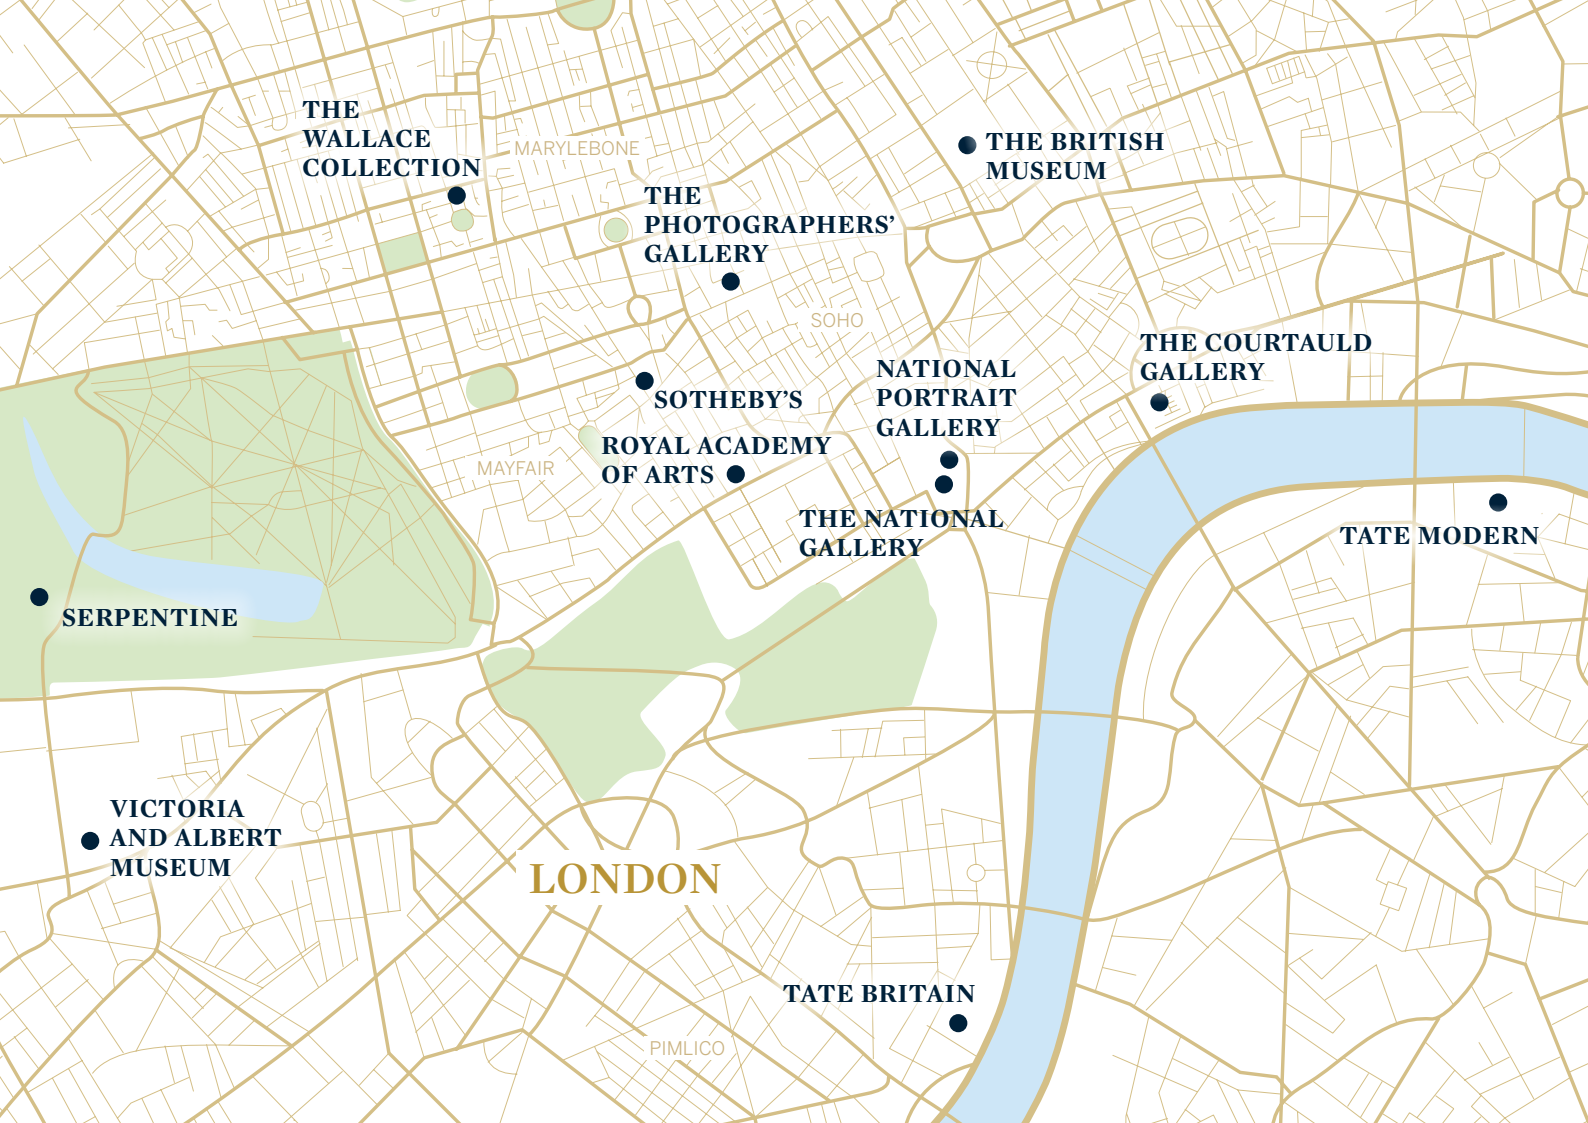 THE
WALLACE
COLLECTION
MARYLEBONE
THE BRITISH
MUSEUM
THE
PHOTOGRAPHERS’
GALLERY
SOHO
THE COURTAULD
GALLERY
NATIONAL
PORTRAIT
GALLERY
SOTHEBY’S
ROYAL ACADEMY
OF ARTS
MAYFAIR
THE NATIONAL
GALLERY
TATE MODERN
SERPENTINE
VICTORIA
AND ALBERT
MUSEUM
LONDON
TATE BRITAIN
PIMLICO